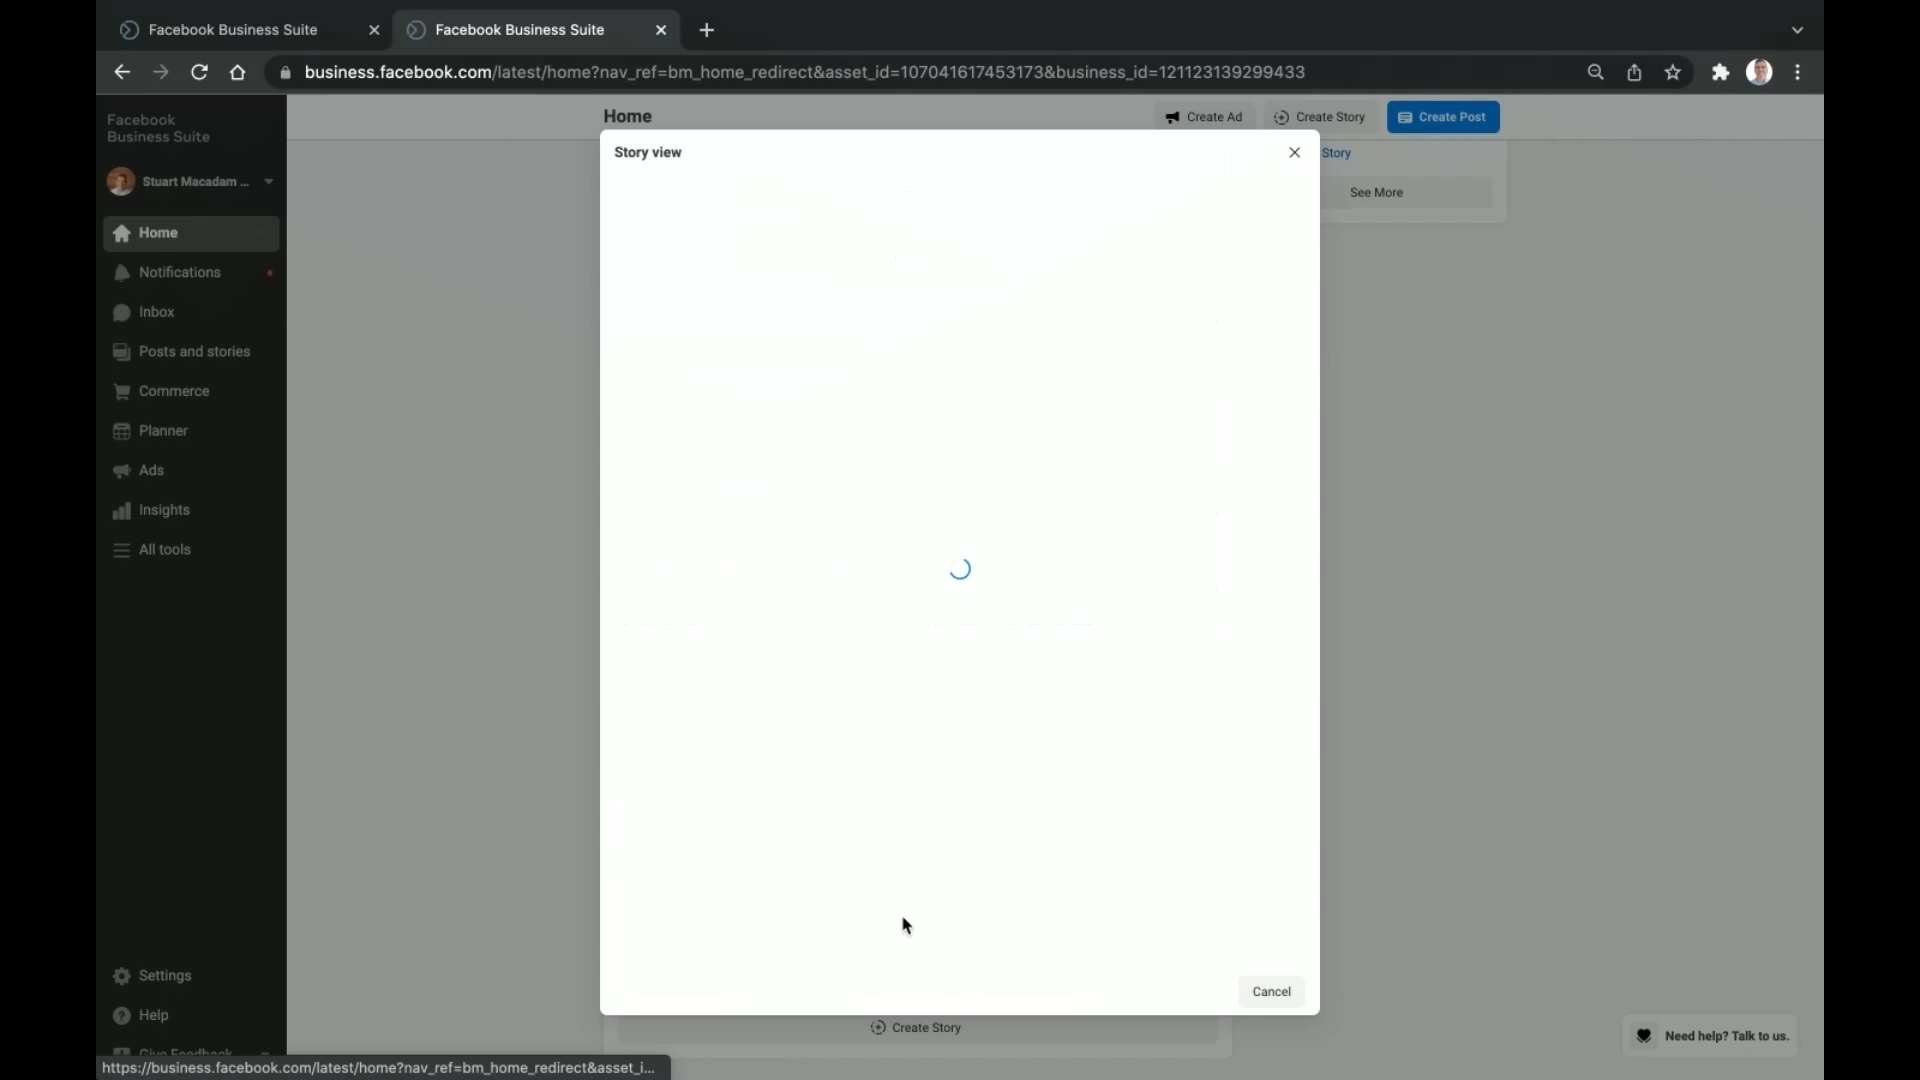 Facebook Business Suite
Facebook Business Suite
business.facebook.com/latest/home?nav_ref=bm_home_redirect&asset_id=107041617453173&business_id=121123139299433
Facebook
Business Suite
Stuart Macadam ...
Home
Notifications
Inbox
Posts and stories
Commerce
Planner
Ads
Insights
All tools
Settings
Help
Give Feedback
https://business.facebook.com/latest/home?nav_ref=bm_home_redirect&asset_i...
Home
Create Ad
Create Story
Create Post
Story view
Story
See More
Cancel
Create Story
Need help? Talk to us.